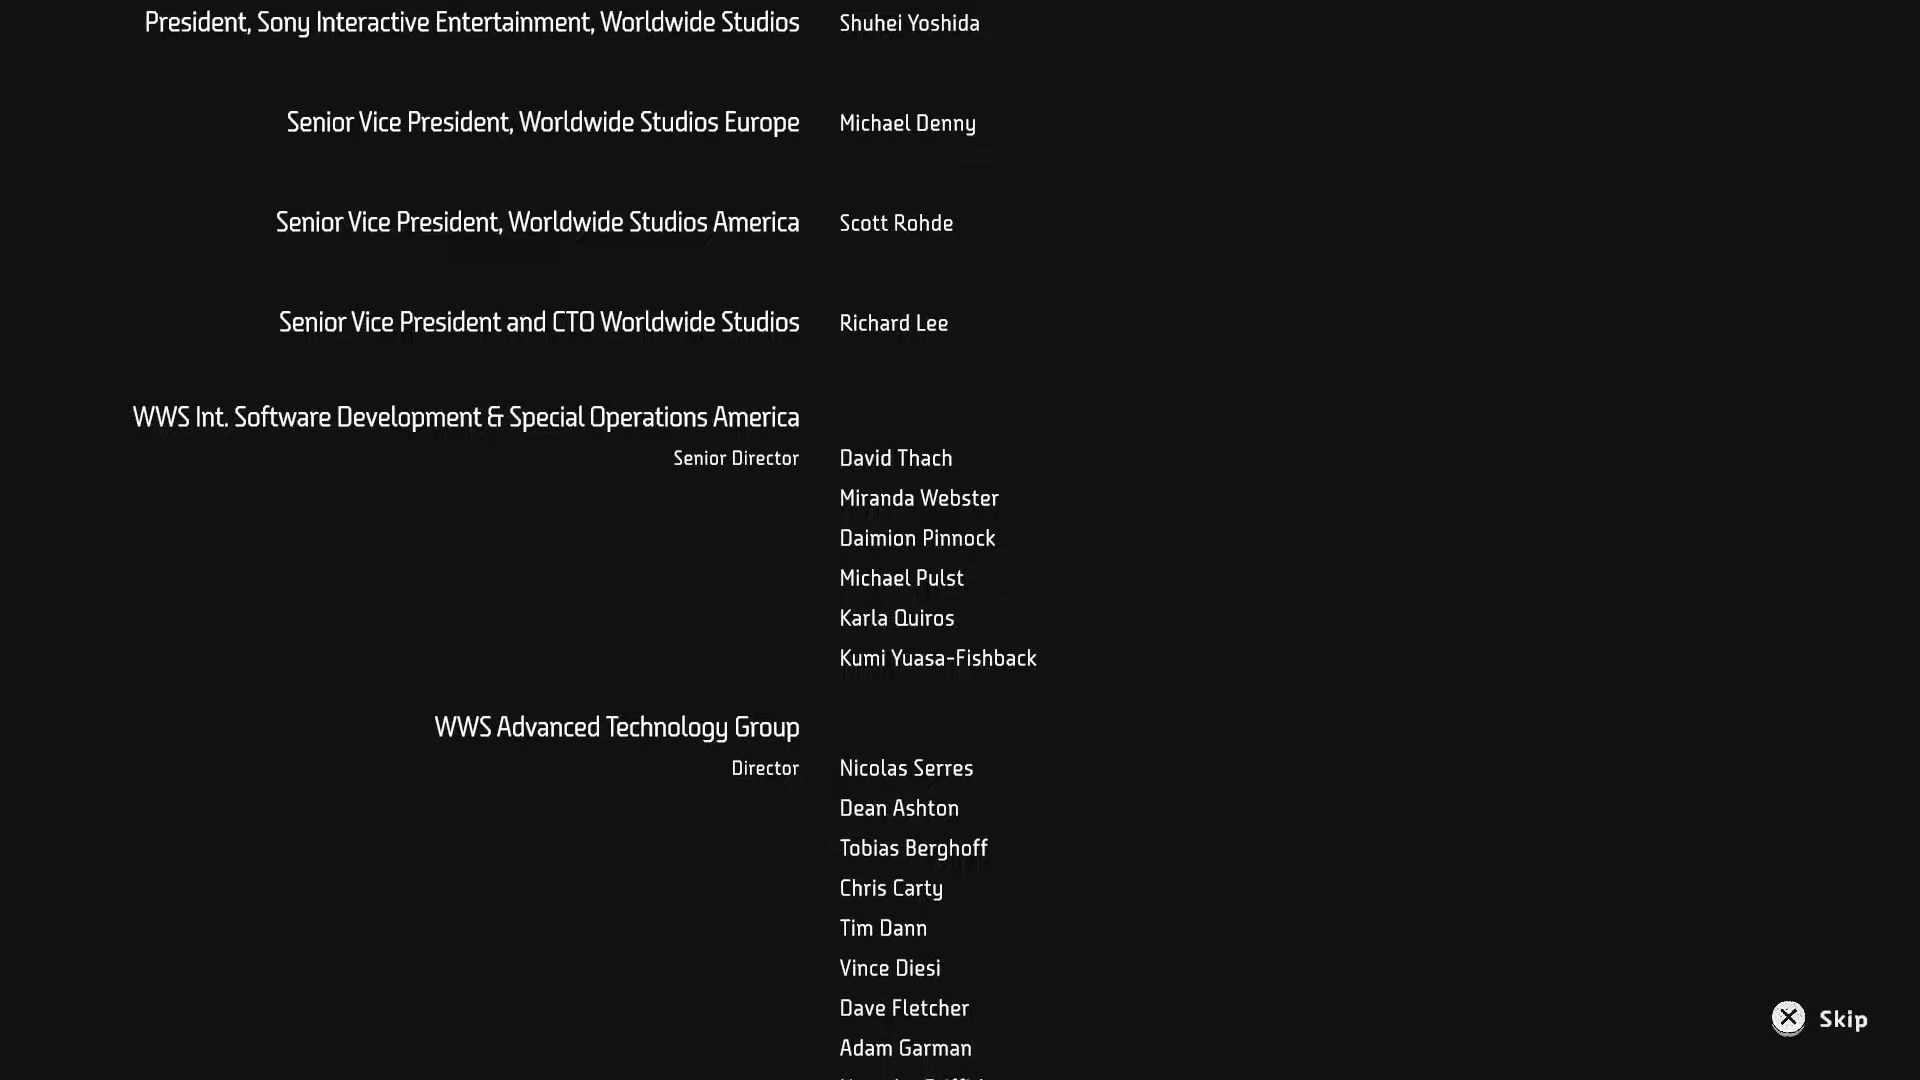 President, Sony Interactive Entertainment, Worldwide Studios Shuhei Yoshida
Senior Vice President, Worldwide Studios Europe Michael Denny
Senior Vice President, Worldwide Studios America Scott Rohde
Senior Vice President and CTO Worldwide Studios Richard Lee
WWS Int. Software Development & Special Operations America
Senior Director David Thach
Miranda Webster
Daimion Pinnock
Michael Pulst
Karla Quiros
Kumi Yuasa-Fishback
WWS Advanced Technology Group
Director Nicolas Serres
Dean Ashton
Tobias Berghoff
Chris Carty
Tim Dann
Vince Diesi
Dave Fletcher
Adam Garman
Skip